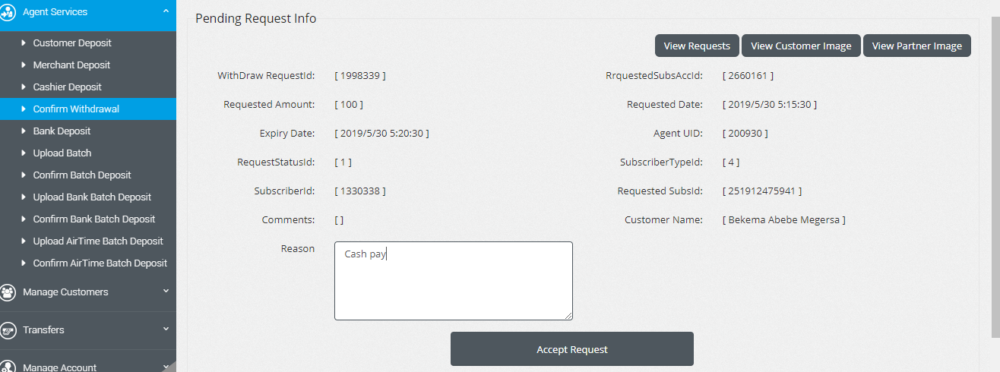 Agent Services
Customer Deposit
Merchant Deposit
Cashier Deposit
Confirm Withdrawal
Bank Deposit
Upload Batch
Confirm Batch Deposit
Upload Bank Batch Deposit
Confirm Bank Batch Deposit
Upload AirTime Batch Deposit
Confirm AirTime Batch Deposit
Manage Customers
Transfers
Manage Account
Pending Request Info
View Requests View Customer Image View Partner Image
WithDraw RequestId: [ 1998339 ] RrquestedSubsAccId: [ 2660161 ]
Requested Amount: [ 100 ] Requested Date: [ 2019/5/30 5:15:30 ]
Expiry Date: [ 2019/5/30 5:20:30 ] Agent UID: [ 200930 ]
RequestStatusId: [ 1 ] SubscriberTypeId: [ 4 ]
SubscriberId: [ 1330338 ] Requested SubsId: [ 251912475941 ]
Comments: [ ] Customer Name: [ Bekema Abebe Megersa ]
Reason Cash pay
Accept Request